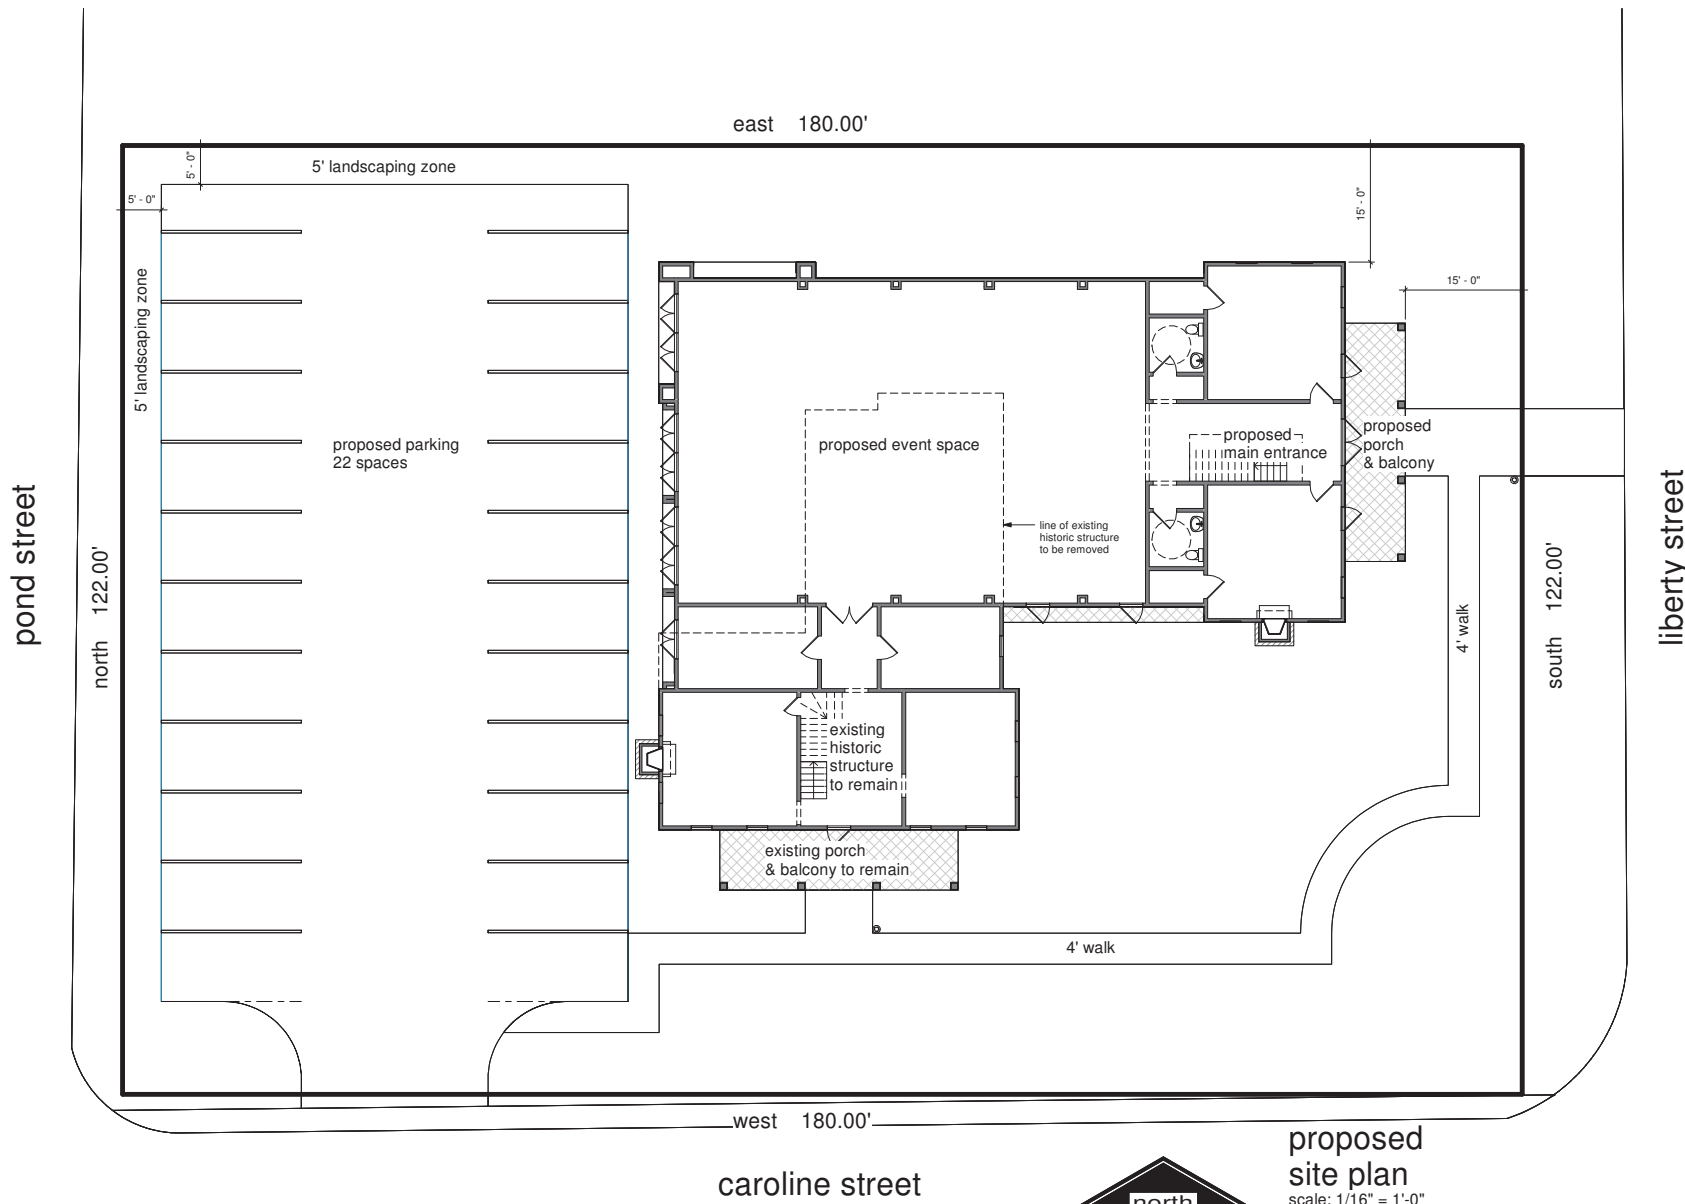 east 180.00'
5' landscaping zone
5' - 0"
5' - 0"
15' - 0"
15' - 0"
5' landscaping zone
proposed parking
22 spaces
proposed event space
proposed
main entrance
proposed
porch
& balcony
line of existing
historic structure
to be removed
pond street
north 122.00'
4' walk
south 122.00'
liberty street
existing
historic
structure
to remain
existing porch
& balcony to remain
4' walk
west 180.00'
caroline street
north
proposed
site plan
scale: 1/16" = 1'-0"